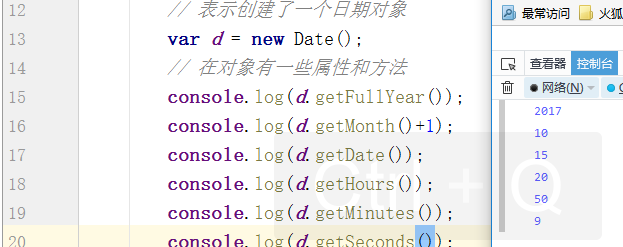 12 // 表示创建了一个日期对象
13 var d = new Date();
14 // 在对象有一些属性和方法
15 console.log(d.getFullYear());
16 console.log(d.getMonth()+1);
17 console.log(d.getDate());
18 console.log(d.getHours());
19 console.log(d.getMinutes());
20 console.log(d.getSeconds());
Ctrl + Q
最常访问 火狐
查看器 控制台
网络(N) C
2017
10
15
20
50
9